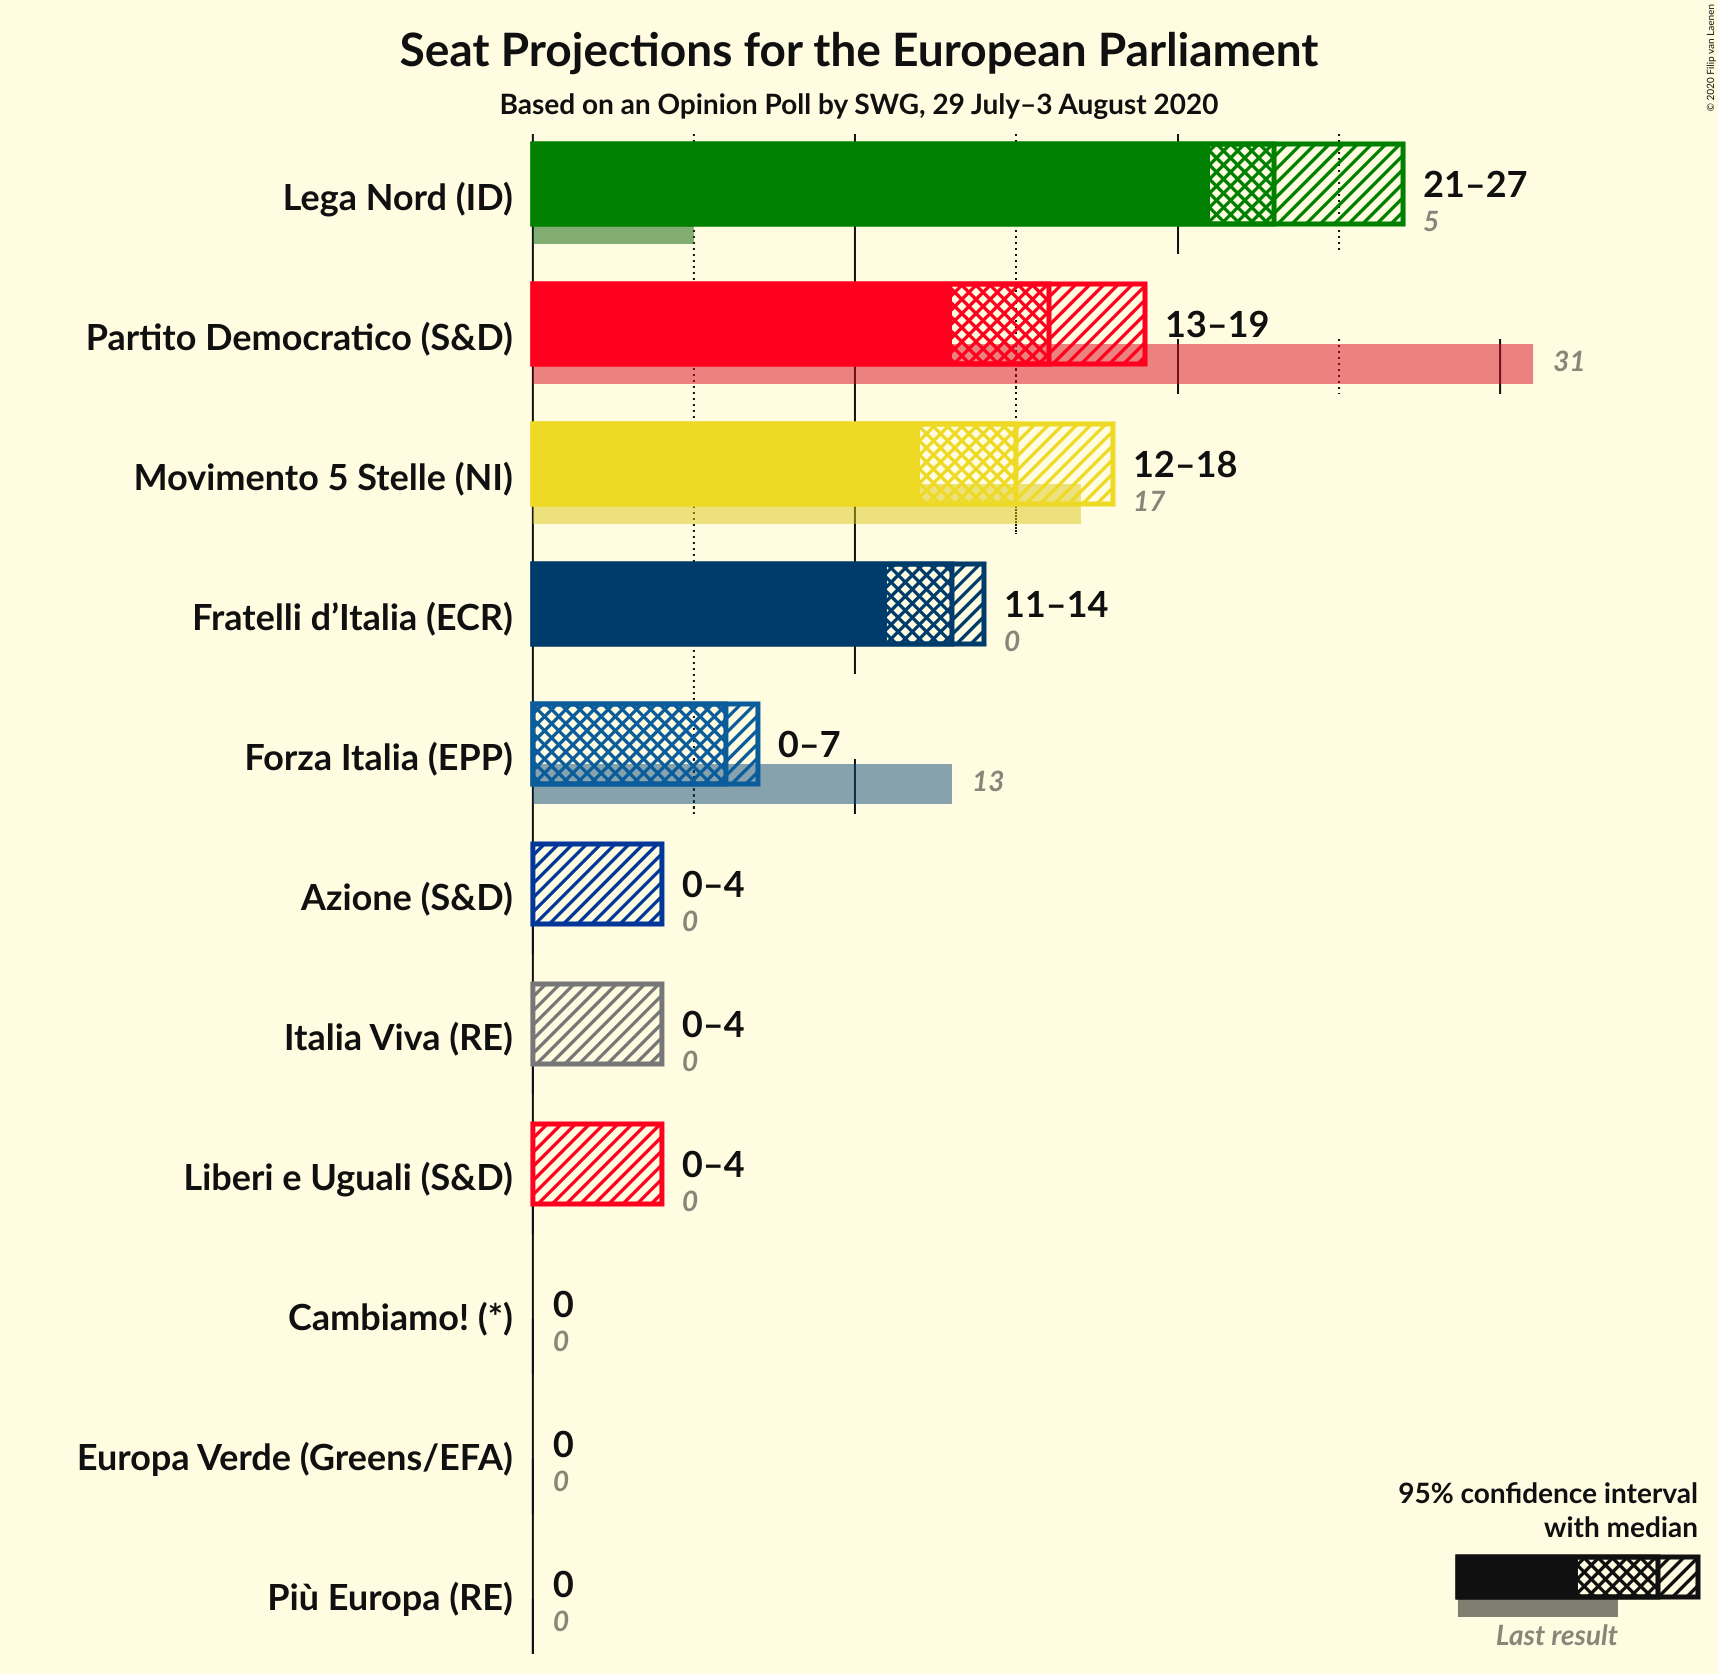 Seat Projections for the European Parliament
Based on an Opinion Poll by SWG, 29 July–3 August 2020
© 2020 Filip van Laenen
Lega Nord (ID)
21–27
5
Partito Democratico (S&D)
13–19
31
Movimento 5 Stelle (NI)
12–18
17
Fratelli d’Italia (ECR)
11–14
0
Forza Italia (EPP)
0–7
13
Azione (S&D)
0–4
0
Italia Viva (RE)
0–4
0
Liberi e Uguali (S&D)
0–4
0
Cambiamo! (*)
0
0
Europa Verde (Greens/EFA)
0
0
Più Europa (RE)
0
0
95% confidence interval
with median
Last result